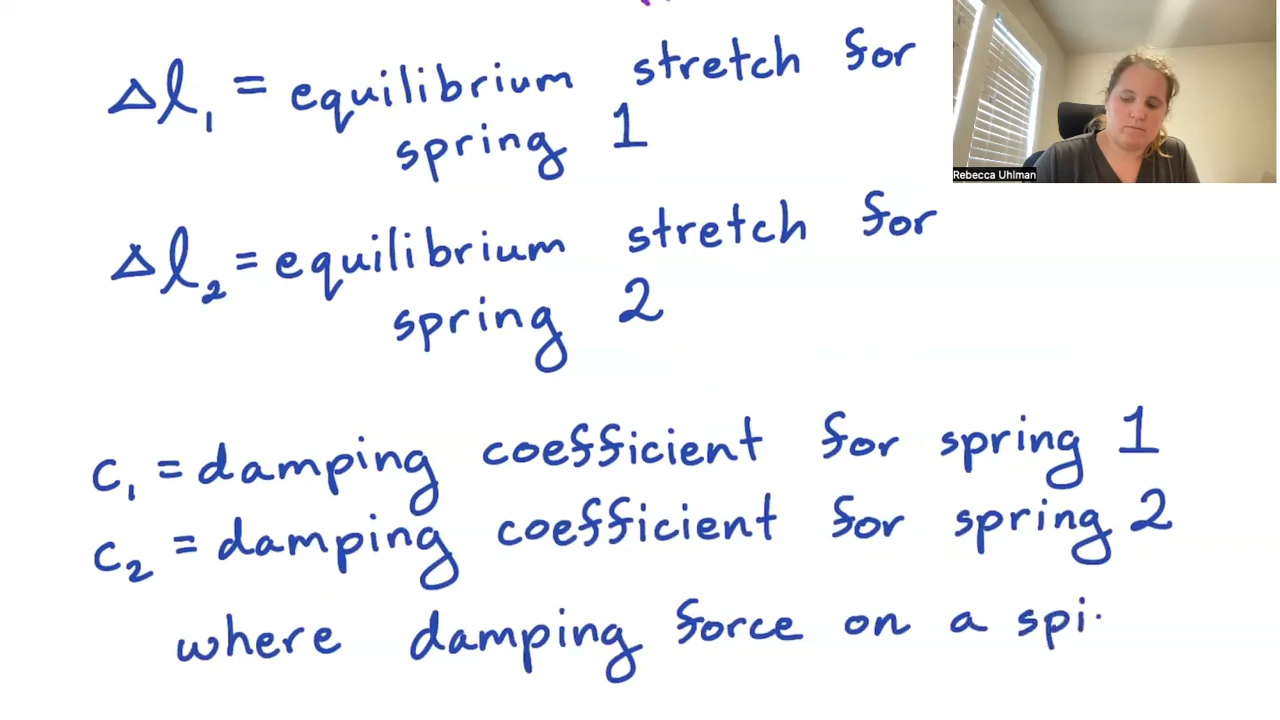 Δl₁ = equilibrium stretch for
spring 1
Rebecca Uhlman
Δl₂ = equilibrium stretch for
spring 2
c₁ = damping coefficient for spring 1
c₂ = damping coefficient for spring 2
where damping force on a